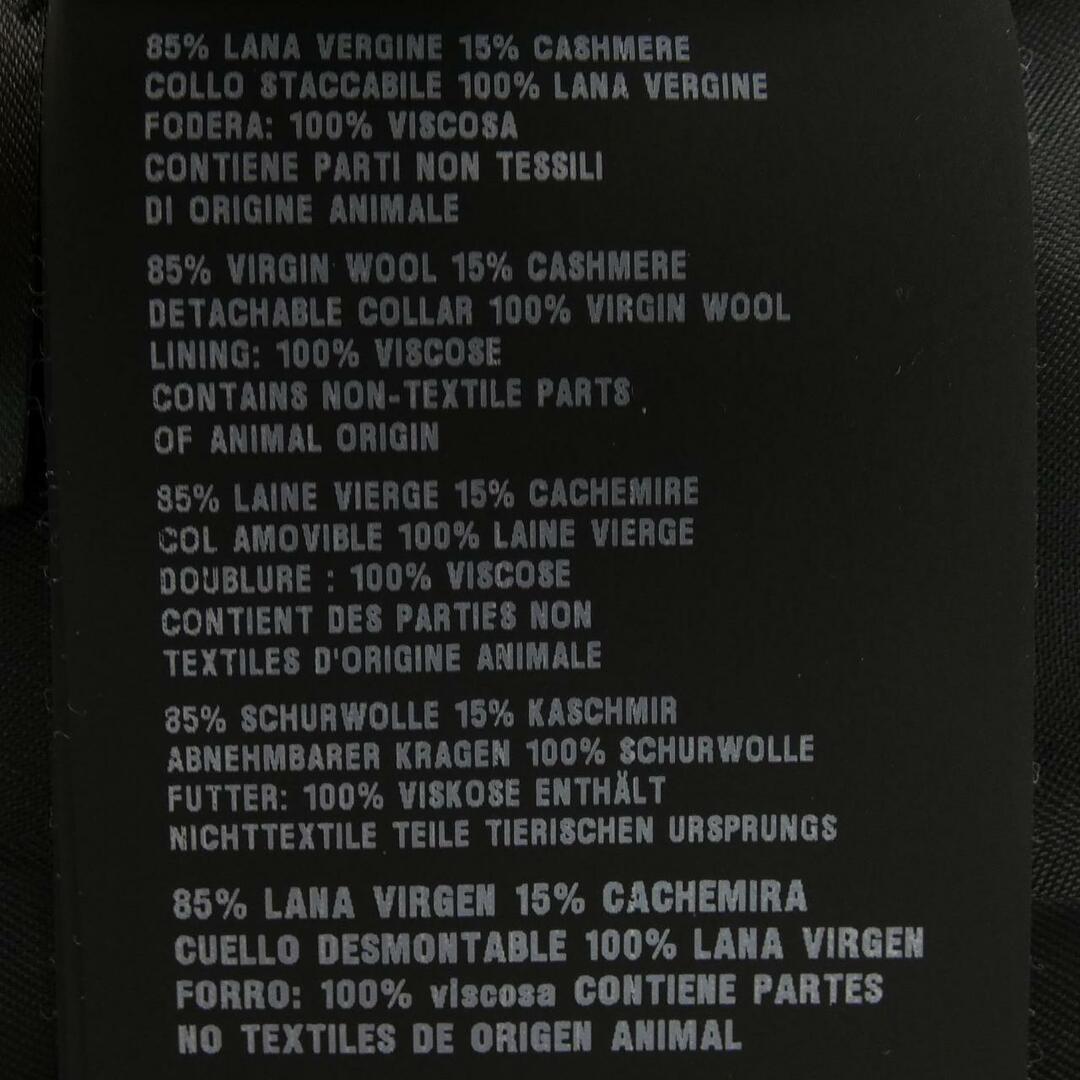 85% LANA VERGINE 15% CASHMERE
COLLO STACCABILE 100% LANA VERGINE
FODERA: 100% VISCOSA
CONTIENE PARTI NON TESSILI
DI ORIGINE ANIMALE
85% VIRGIN WOOL 15% CASHMERE
DETACHABLE COLLAR 100% VIRGIN WOOL
LINING: 100% VISCOSE
CONTAINS NON-TEXTILE PARTS
OF ANIMAL ORIGIN
85% LAINE VIERGE 15% CACHEMIRE
COL AMOVIBLE 100% LAINE VIERGE
DOUBLURE : 100% VISCOSE
CONTIENT DES PARTIES NON
TEXTILES D'ORIGINE ANIMALE
85% SCHURWOLLE 15% KASCHMIR
ABNEHMBARER KRAGEN 100% SCHURWOLLE
FUTTER: 100% VISKOSE ENTHÄLT
NICHTTEXTILE TEILE TIERISCHEN URSPRUNGS
85% LANA VIRGEN 15% CACHEMIRA
CUELLO DESMONTABLE 100% LANA VIRGEN
FORRO: 100% viscosa CONTIENE PARTES
NO TEXTILES DE ORIGEN ANIMAL